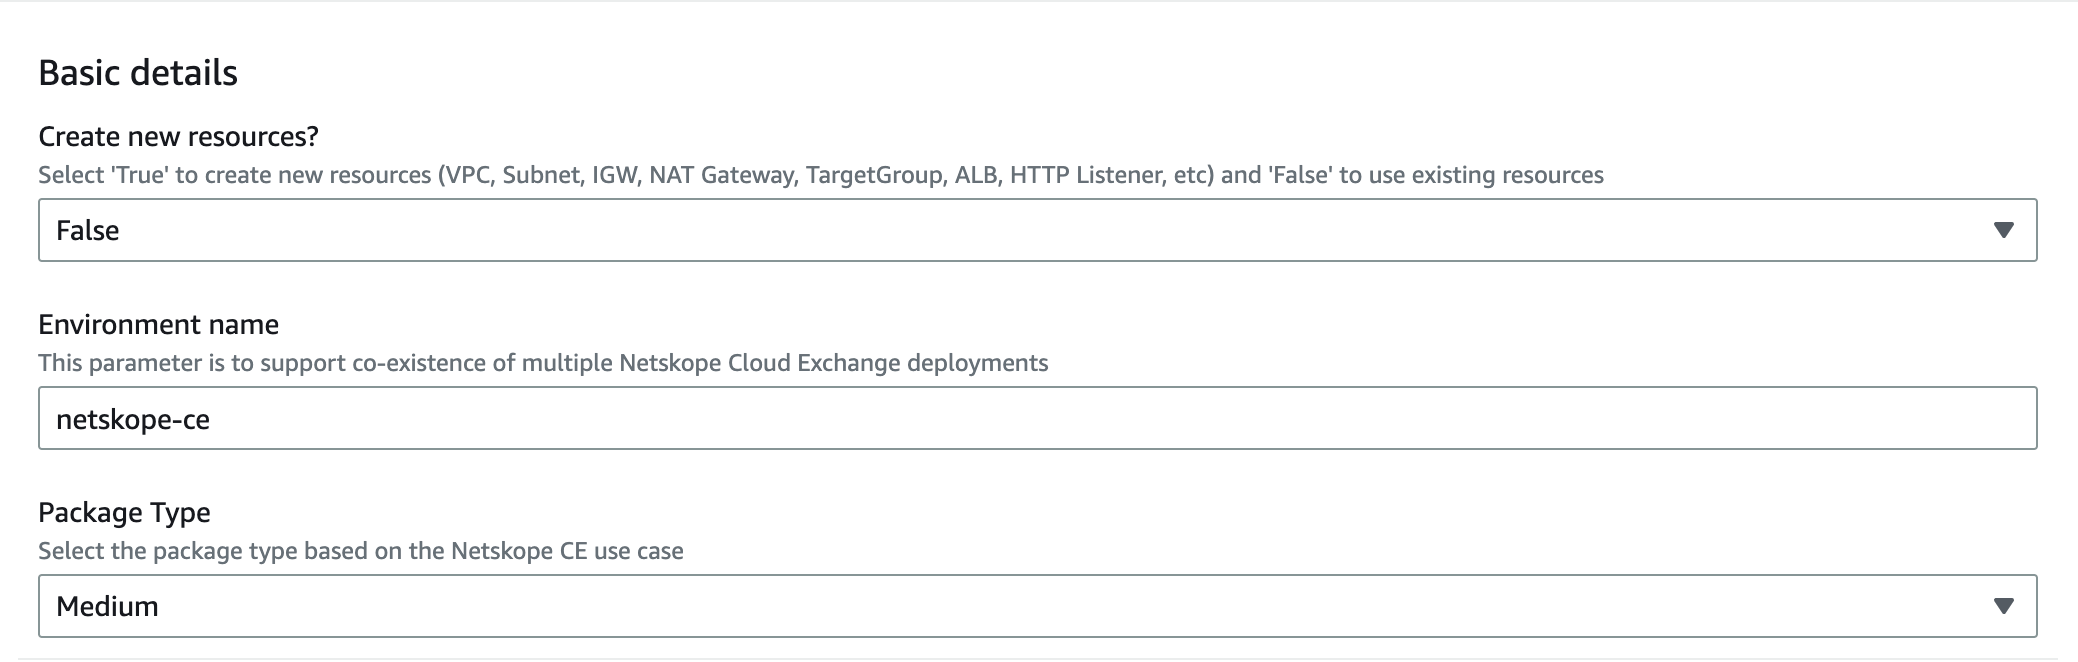 Basic details
Create new resources?
Select 'True' to create new resources (VPC, Subnet, IGW, NAT Gateway, TargetGroup, ALB, HTTP Listener, etc) and 'False' to use existing resources
False
Environment name
This parameter is to support co-existence of multiple Netskope Cloud Exchange deployments
netskope-ce
Package Type
Select the package type based on the Netskope CE use case
Medium